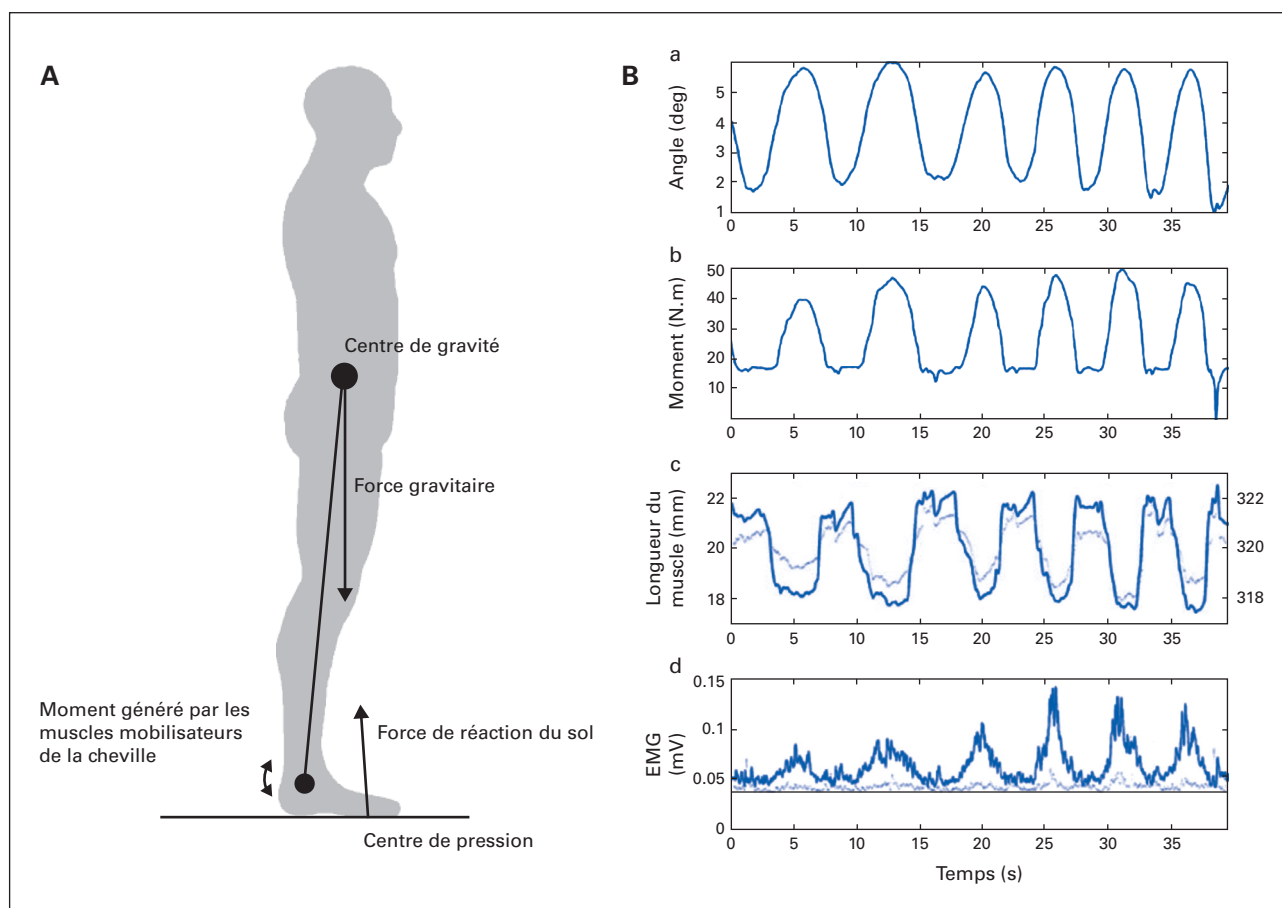 A
Centre de gravité
Force gravitaire
Moment généré par les
muscles mobilisateurs
de la cheville
Force de réaction du sol
Centre de pression
B
a
Angle (deg)
5
4
3
2
1
0 5 10 15 20 25 30 35
b
Moment (N.m)
50
40
30
20
10
0 5 10 15 20 25 30 35
c
Longueur du
muscle (mm)
22
20
18
322
320
318
0 5 10 15 20 25 30 35
d
EMG
(mV)
0.15
0.1
0.05
0
0 5 10 15 20 25 30 35
Temps (s)